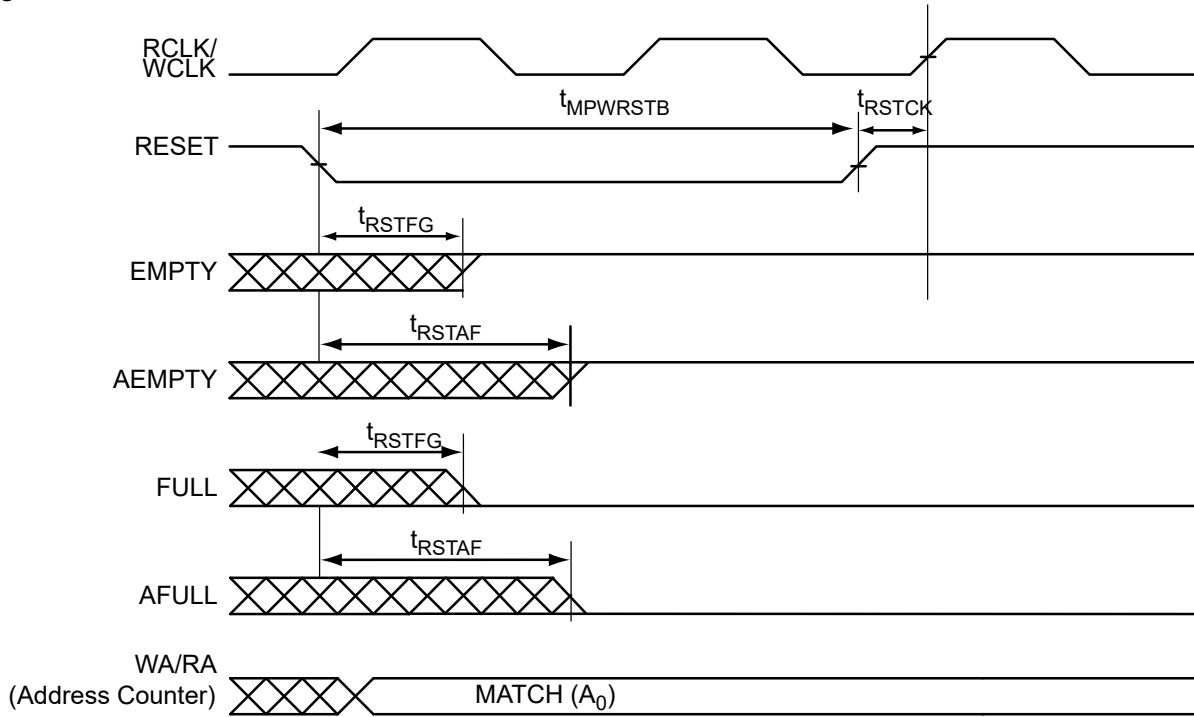 RCLK/
WCLK
tMPWRSTB
tRSTCK
RESET
tRSTFG
EMPTY
tRSTAF
AEMPTY
tRSTFG
FULL
tRSTAF
AFULL
WA/RA
(Address Counter)
MATCH (A0)